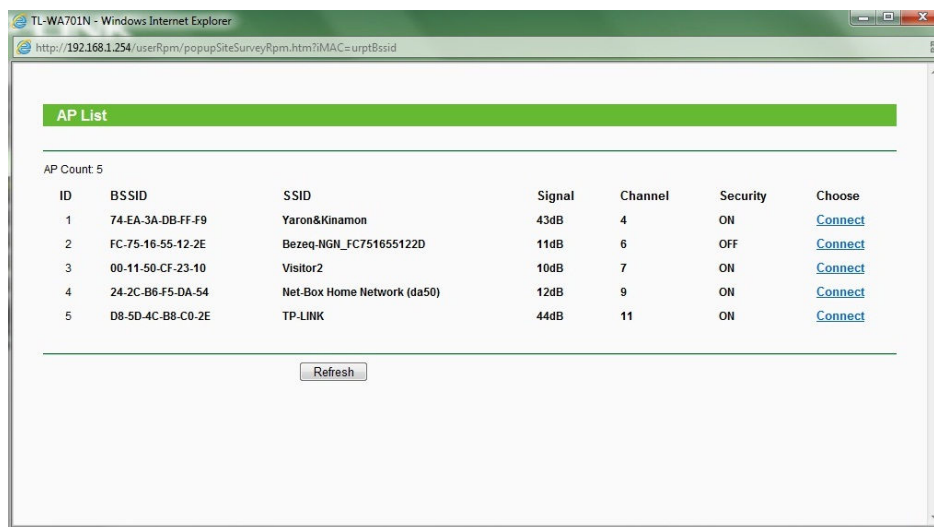 TL-WA701N - Windows Internet Explorer
http://192.168.1.254/userRpm/popupSiteSurveyRpm.htm?iMAC=urptBssid
AP List
AP Count: 5
ID BSSID SSID Signal Channel Security Choose
1 74-EA-3A-DB-FF-F9 Yaron&Kinamon 43dB 4 ON Connect
2 FC-75-16-55-12-2E Bezeq-NGN_FC751655122D 11dB 6 OFF Connect
3 00-11-50-CF-23-10 Visitor2 10dB 7 ON Connect
4 24-2C-B6-F5-DA-54 Net-Box Home Network (da50) 12dB 9 ON Connect
5 D8-5D-4C-B8-C0-2E TP-LINK 44dB 11 ON Connect
Refresh